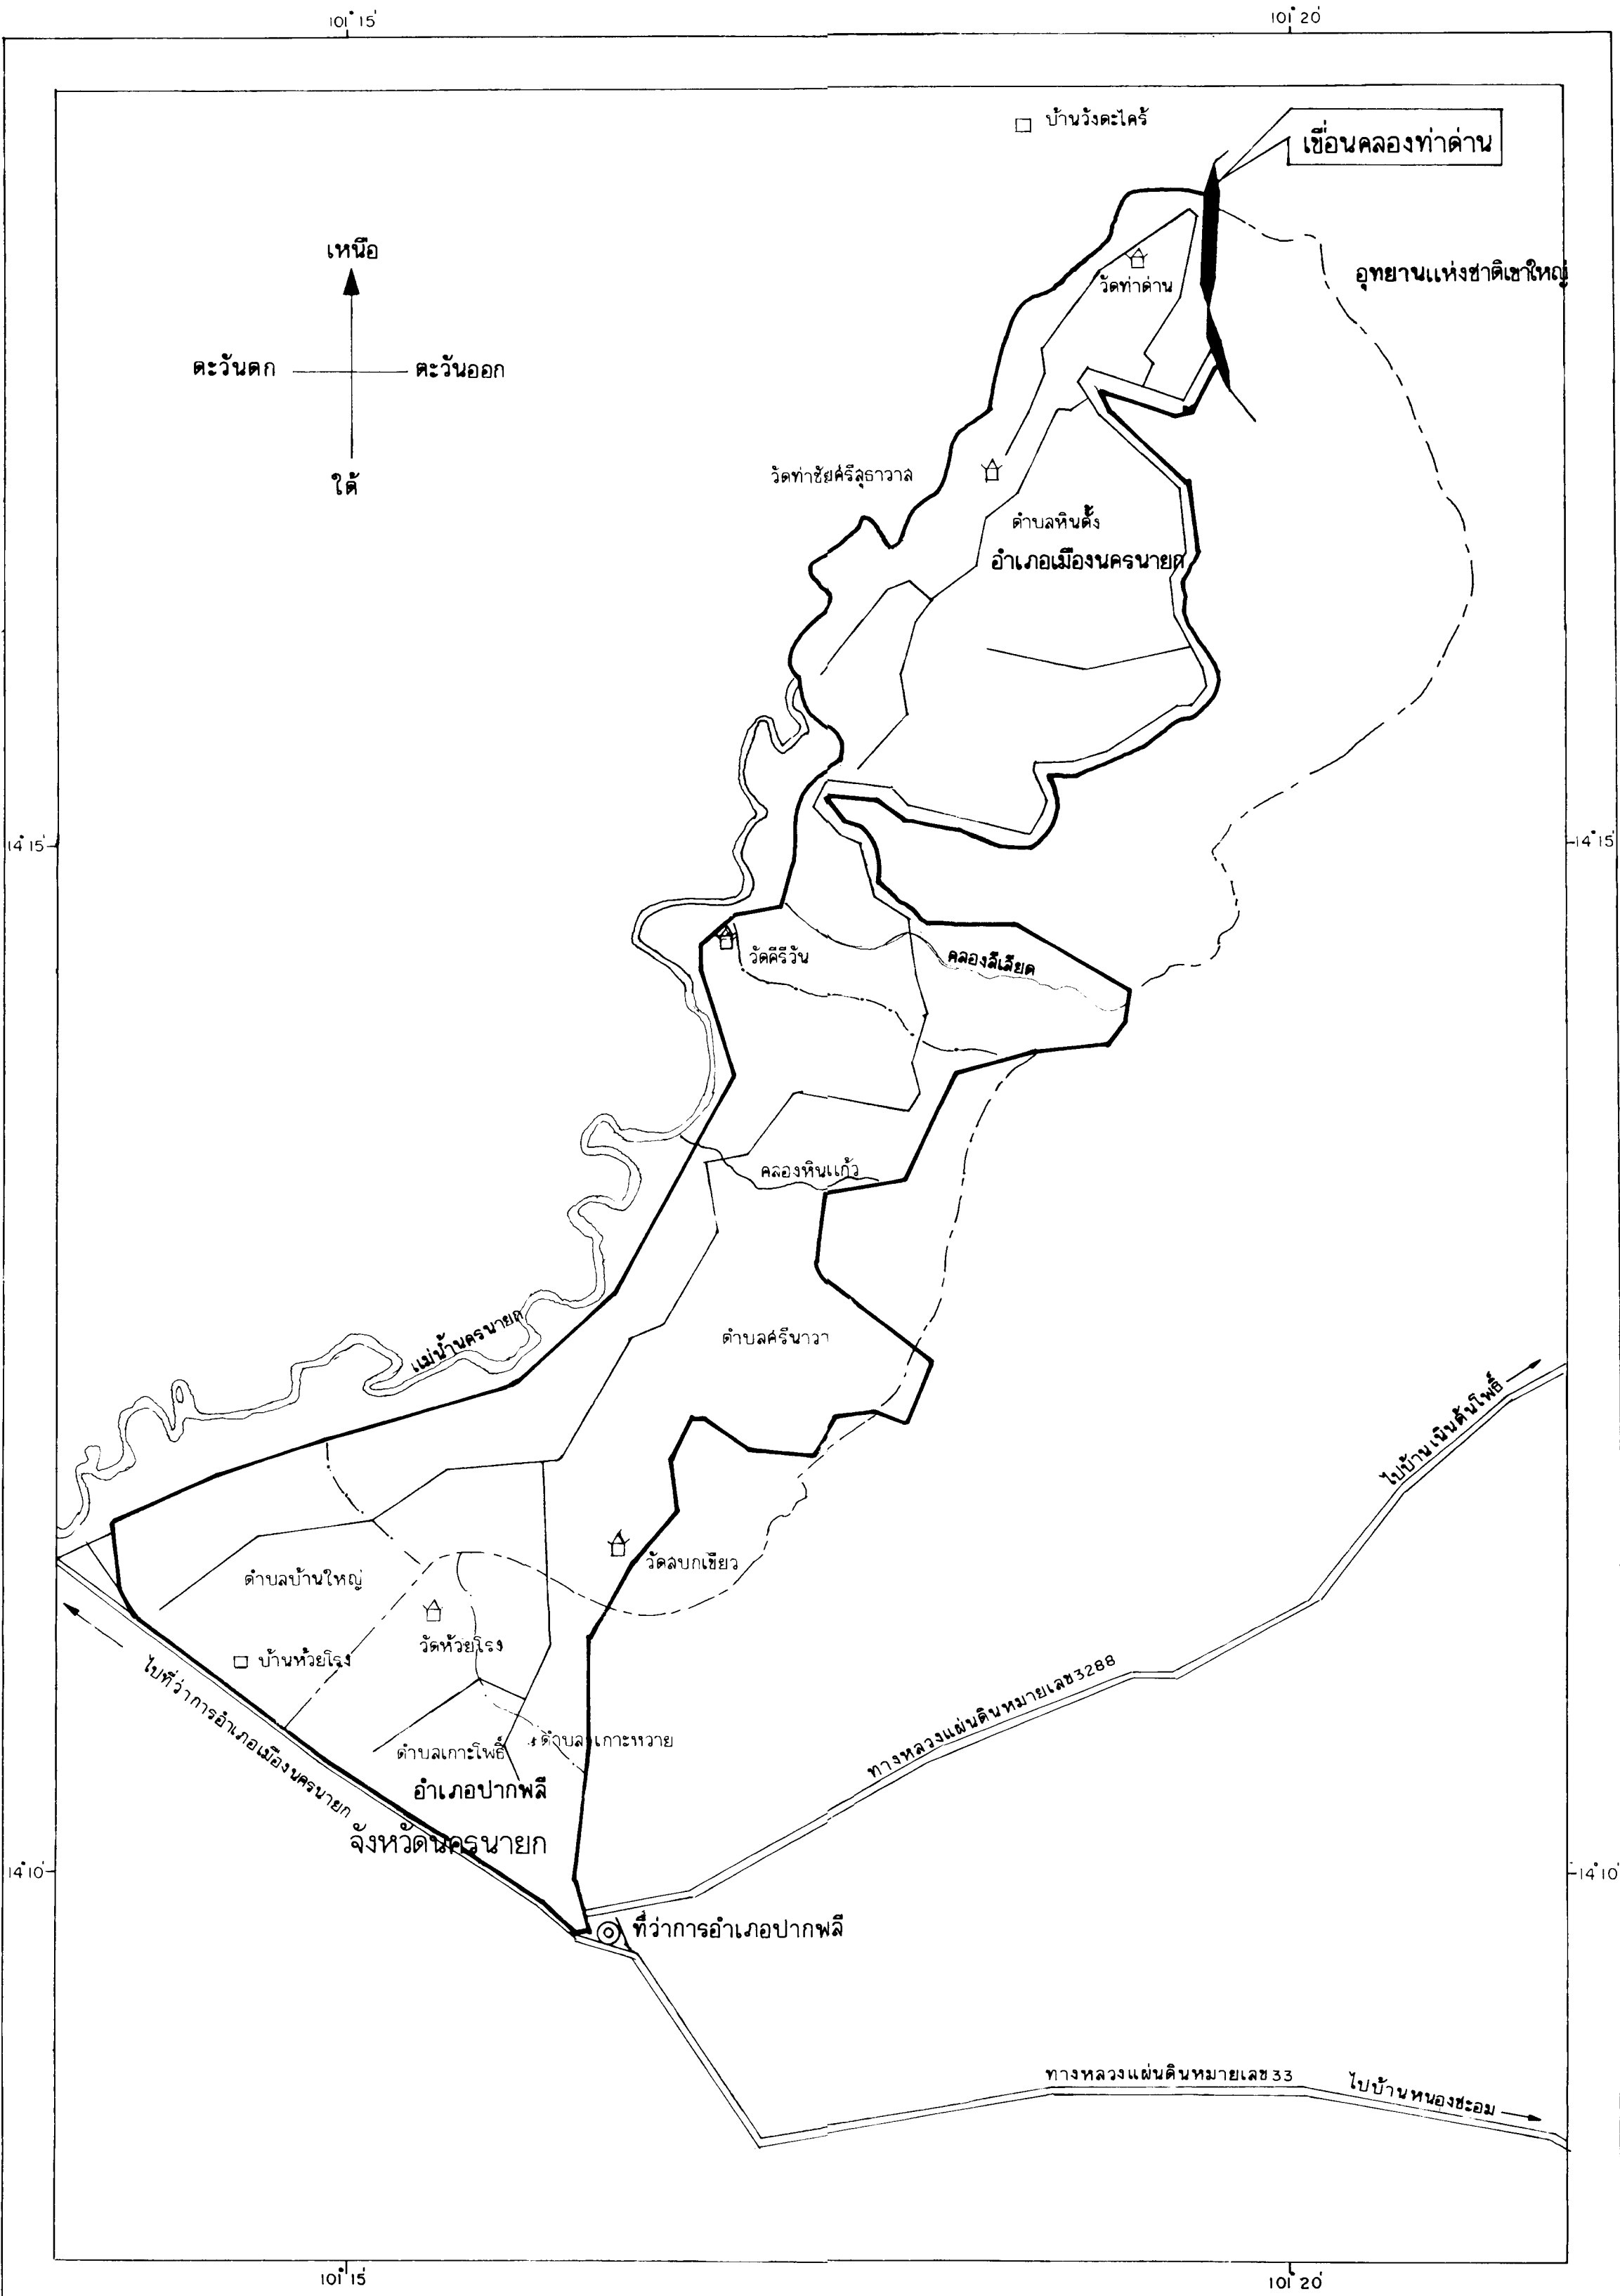 101°15'
101°20'
บ้านวังตะไคร้
เขื่อนคลองท่าด่าน
เหนือ
วัดท่าด่าน
อุทยานแห่งชาติเขาใหญ่
ตะวันตก
ตะวันออก
ใต้
วัดท่าชัยศรีสุธาวาส
ตำบลหินตั้ง
อำเภอเมืองนครนายก
14°15'
14°15'
วัดคีรีวัน
คลองสีเสียด
คลองหินแก้ว
แม่น้ำนครนายก
ตำบลศรีนาวา
ไปบ้านเนินต้นโพธิ์
วัดสบกเขียว
ตำบลบ้านใหญ่
วัดห้วยโรง
บ้านห้วยโรง
ไปที่ว่าการอำเภอเมืองนครนายก
ทางหลวงแผ่นดินหมายเลข3288
ตำบลเกาะโพธิ์
ตำบลเกาะหวาย
อำเภอปากพลี
จังหวัดนครนายก
14°10'
14°10'
ที่ว่าการอำเภอปากพลี
ทางหลวงแผ่นดินหมายเลข33
ไปบ้านหนองชะอม
101°15'
101°20'